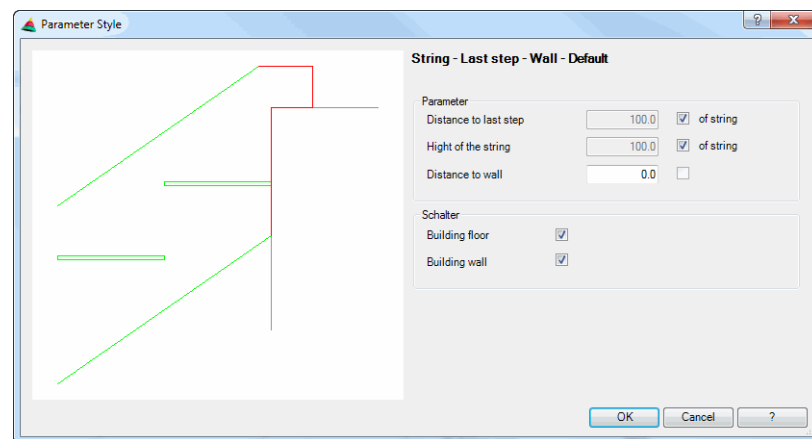 Parameter Style
String - Last step - Wall - Default
Parameter
Distance to last step 100.0 of string
Hight of the string 100.0 of string
Distance to wall 0.0
Schalter
Building floor
Building wall
OK Cancel ?